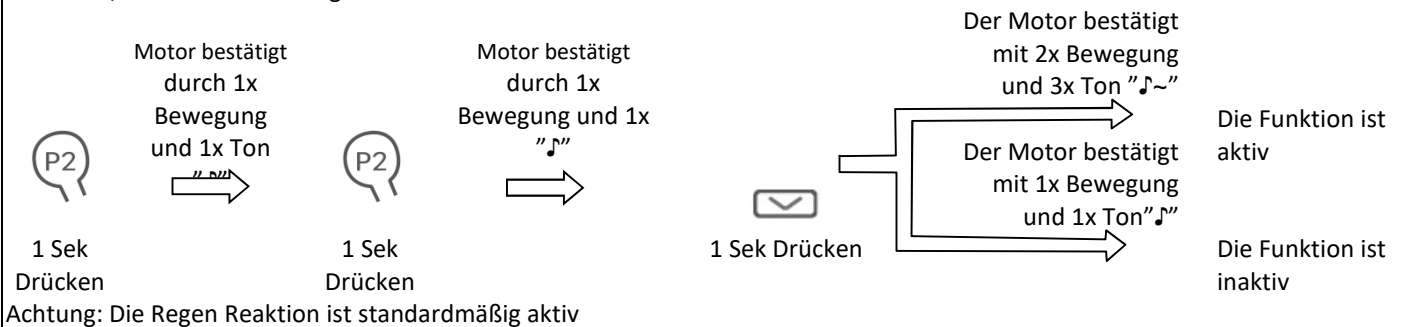 Motor bestätigt
durch 1x
Bewegung
und 1x Ton
"♪"
P2
1 Sek
Drücken
Motor bestätigt
durch 1x
Bewegung und 1x
"♪"
P2
1 Sek
Drücken
1 Sek Drücken
Der Motor bestätigt
mit 2x Bewegung
und 3x Ton "♪~"
Die Funktion ist
aktiv
Der Motor bestätigt
mit 1x Bewegung
und 1x Ton"♪"
Die Funktion ist
inaktiv
Achtung: Die Regen Reaktion ist standardmäßig aktiv